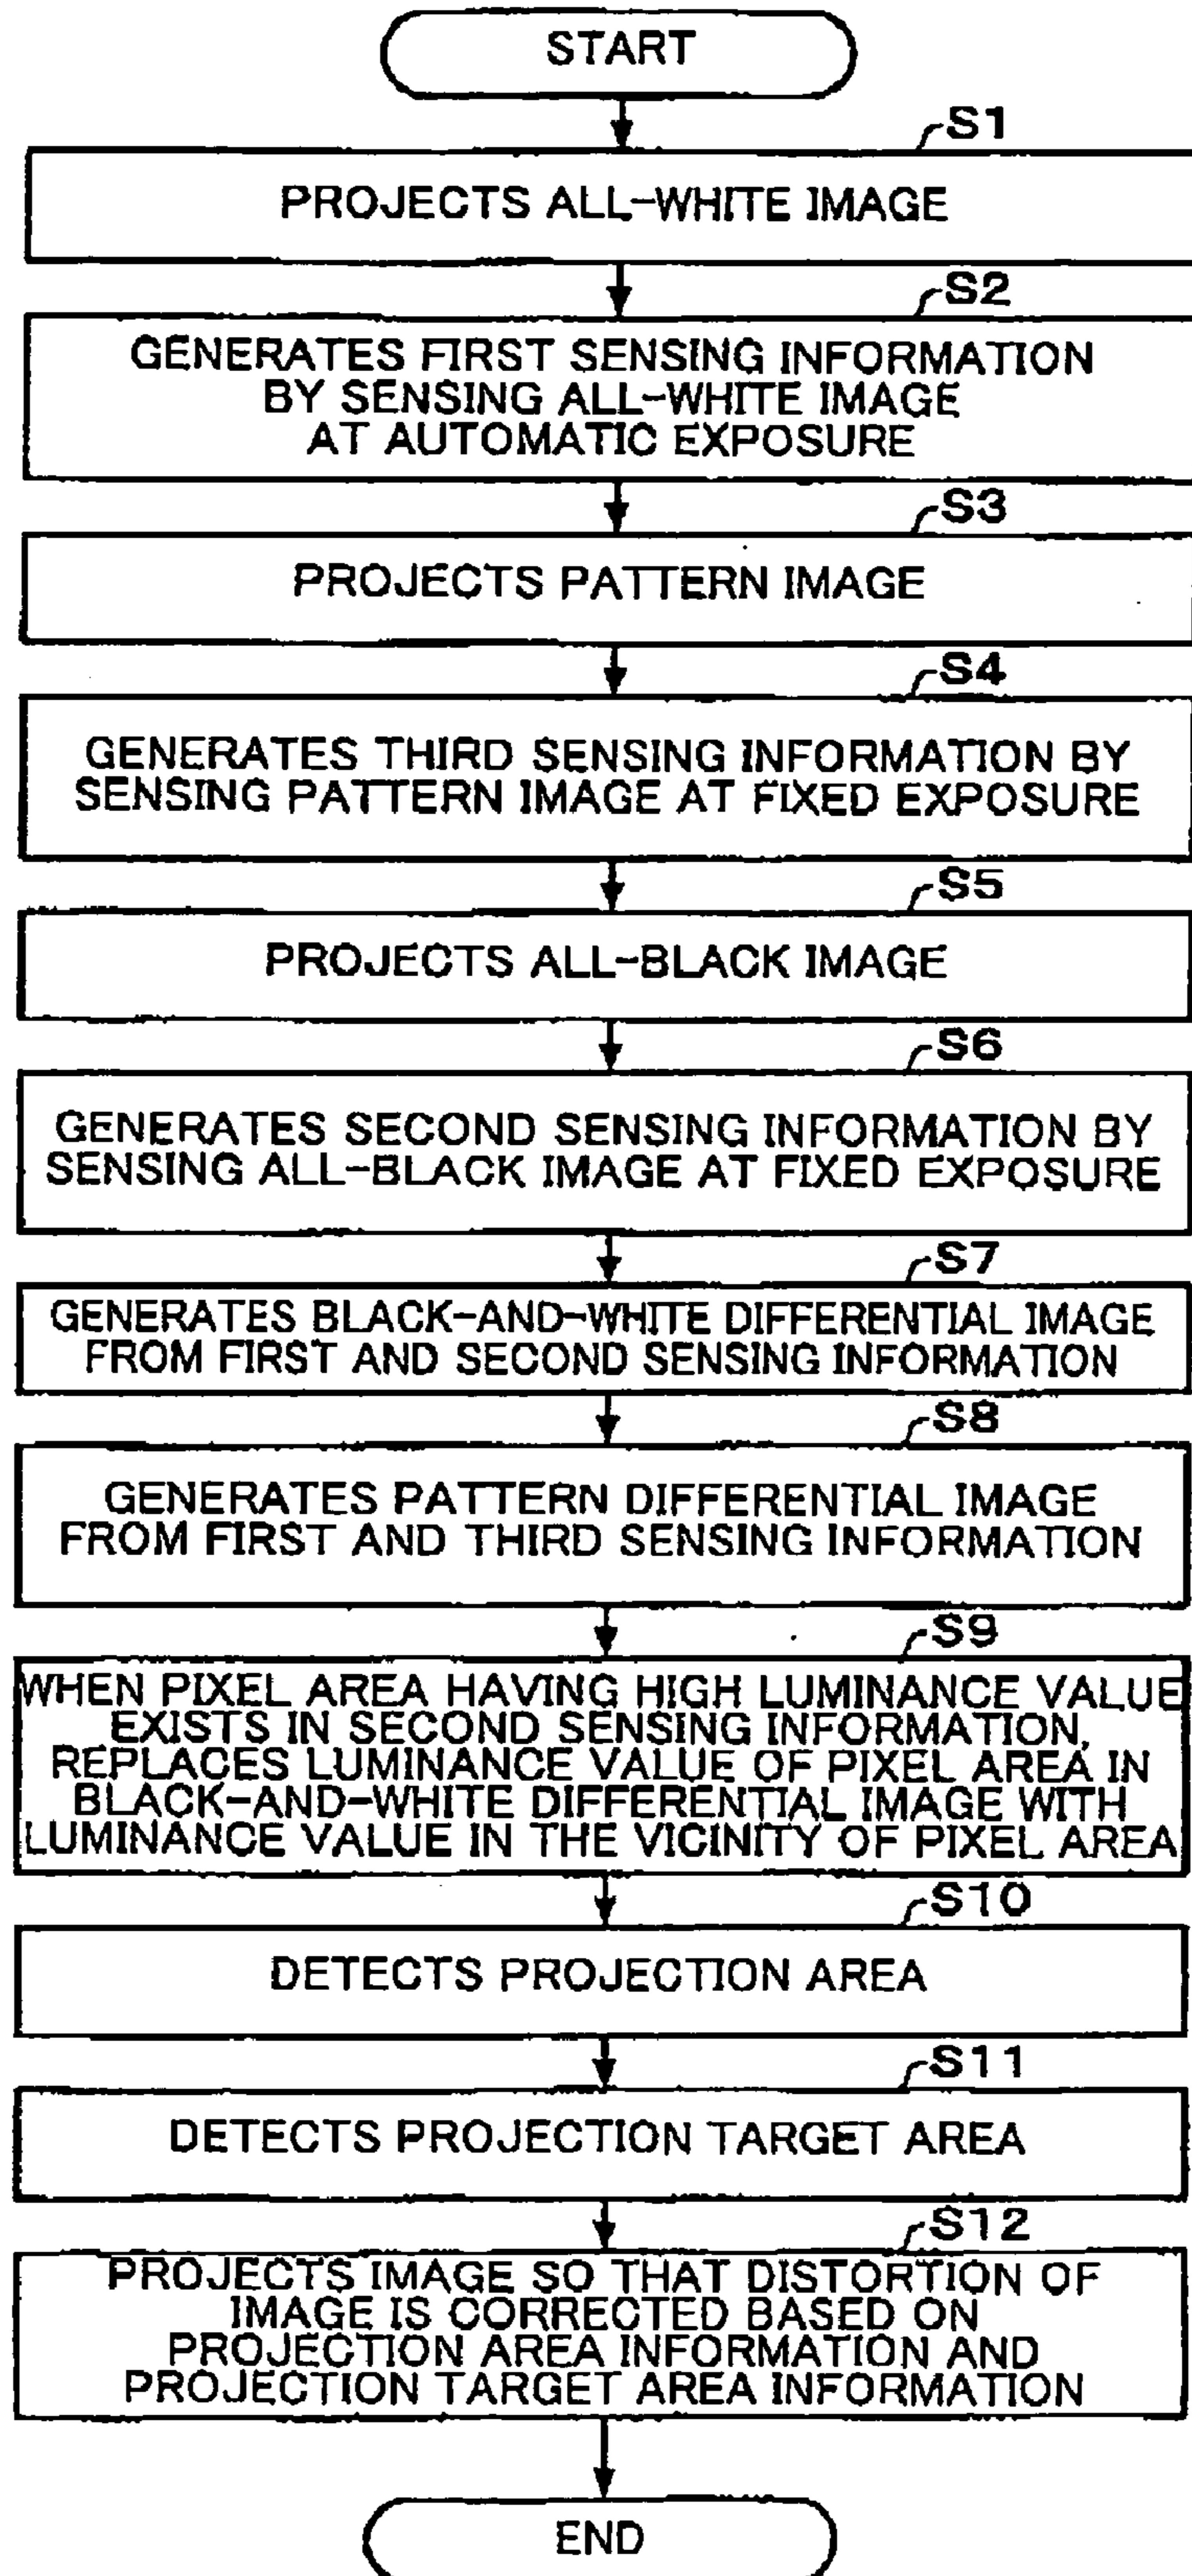 START
S1
PROJECTS ALL-WHITE IMAGE
S2
GENERATES FIRST SENSING INFORMATION
BY SENSING ALL-WHITE IMAGE
AT AUTOMATIC EXPOSURE
S3
PROJECTS PATTERN IMAGE
S4
GENERATES THIRD SENSING INFORMATION BY
SENSING PATTERN IMAGE AT FIXED EXPOSURE
S5
PROJECTS ALL-BLACK IMAGE
S6
GENERATES SECOND SENSING INFORMATION BY
SENSING ALL-BLACK IMAGE AT FIXED EXPOSURE
S7
GENERATES BLACK-AND-WHITE DIFFERENTIAL IMAGE
FROM FIRST AND SECOND SENSING INFORMATION
S8
GENERATES PATTERN DIFFERENTIAL IMAGE
FROM FIRST AND THIRD SENSING INFORMATION
S9
WHEN PIXEL AREA HAVING HIGH LUMINANCE VALUE
EXISTS IN SECOND SENSING INFORMATION,
REPLACES LUMINANCE VALUE OF PIXEL AREA IN
BLACK-AND-WHITE DIFFERENTIAL IMAGE WITH
LUMINANCE VALUE IN THE VICINITY OF PIXEL AREA
S10
DETECTS PROJECTION AREA
S11
DETECTS PROJECTION TARGET AREA
S12
PROJECTS IMAGE SO THAT DISTORTION OF
IMAGE IS CORRECTED BASED ON
PROJECTION AREA INFORMATION AND
PROJECTION TARGET AREA INFORMATION
END